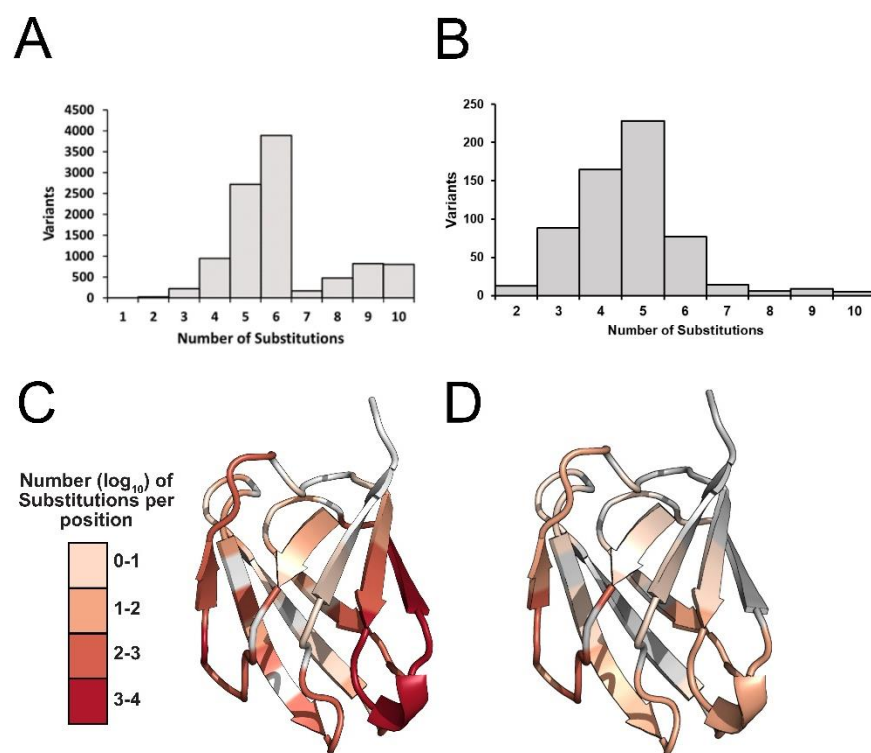 A
B
4500
4000
3500
3000
2500
2000
1500
1000
500
0
Variants
1 2 3 4 5 6 7 8 9 10
Number of Substitutions
250
200
150
100
50
0
Variants
2 3 4 5 6 7 8 9 10
Number of Substitutions
C
D
Number (log10) of
Substitutions per
position
0-1
1-2
2-3
3-4